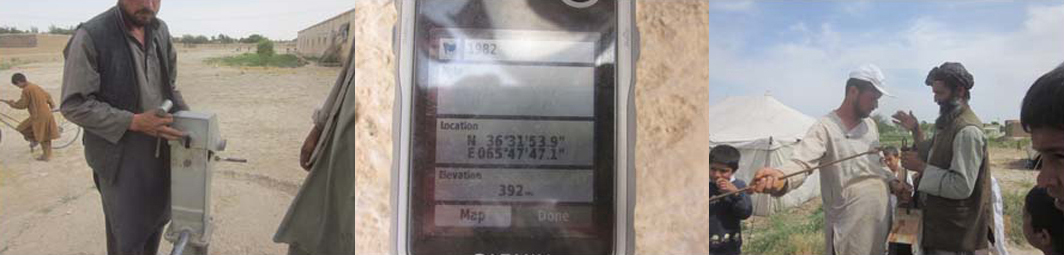 1982
Location
N 36°31'53.9"
E065°47'47.1"
Elevation
392m
Map
Done